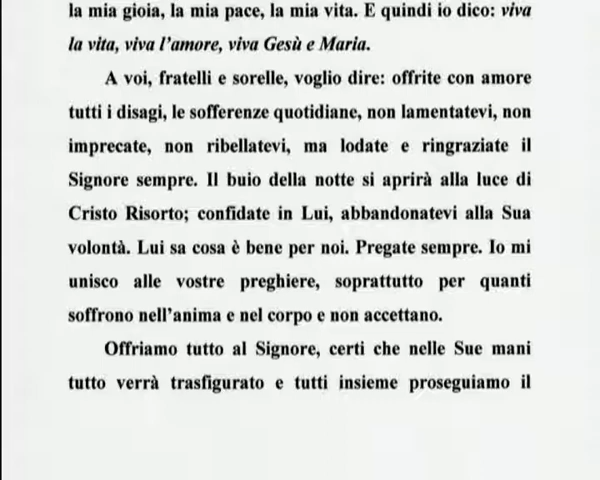 la mia gioia, la mia pace, la mia vita. E quindi io dico: viva
la vita, viva l'amore, viva Gesù e Maria.
A voi, fratelli e sorelle, voglio dire: offrite con amore
tutti i disagi, le sofferenze quotidiane, non lamentatevi, non
imprecate, non ribellatevi, ma lodate e ringraziate il
Signore sempre. Il buio della notte si aprirà alla luce di
Cristo Risorto; confidate in Lui, abbandonatevi alla Sua
volontà. Lui sa cosa è bene per noi. Pregate sempre. Io mi
unisco alle vostre preghiere, soprattutto per quanti
soffrono nell'anima e nel corpo e non accettano.
Offriamo tutto al Signore, certi che nelle Sue mani
tutto verrà trasfigurato e tutti insieme proseguiamo il